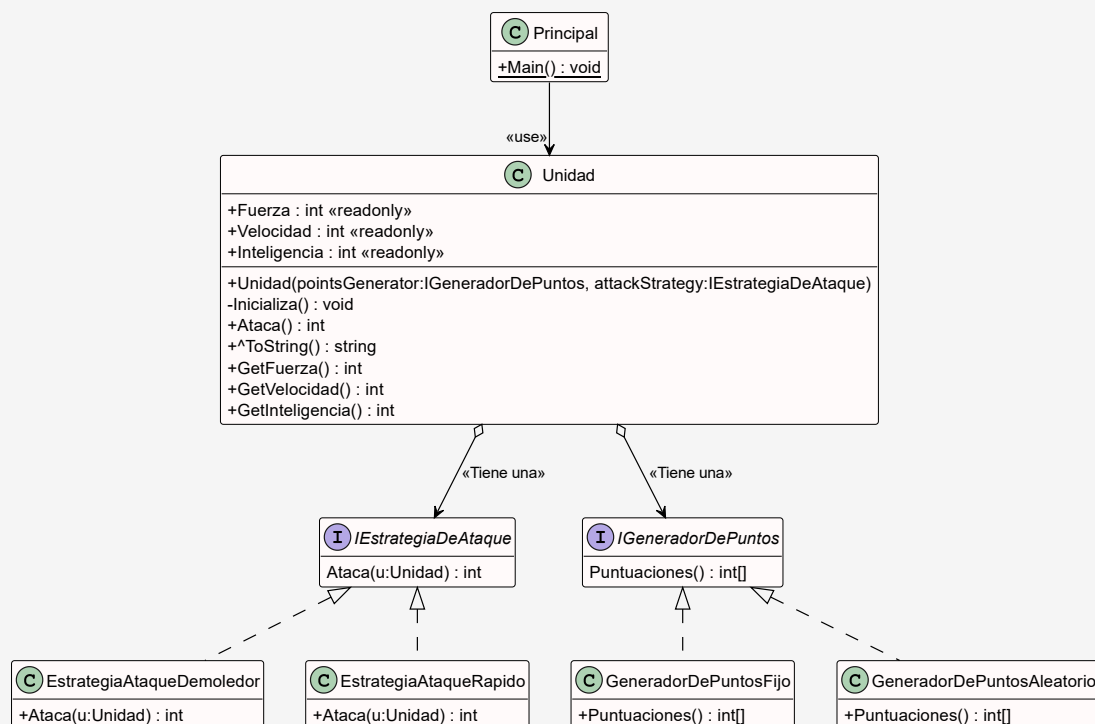 C Principal
+Main() : void
«use»
C Unidad
+Fuerza : int «readonly»
+Velocidad : int «readonly»
+Inteligencia : int «readonly»
+Unidad(pointsGenerator:IGeneradorDePuntos, attackStrategy:IEstrategiaDeAtaque)
-Inicializa() : void
+Ataca() : int
+^ToString() : string
+GetFuerza() : int
+GetVelocidad() : int
+GetInteligencia() : int
«Tiene una» «Tiene una»
I IEstrategiaDeAtaque
Ataca(u:Unidad) : int
I IGeneradorDePuntos
Puntuaciones() : int[]
C EstrategiaAtaqueDemoledor
+Ataca(u:Unidad) : int
C EstrategiaAtaqueRapido
+Ataca(u:Unidad) : int
C GeneradorDePuntosFijo
+Puntuaciones() : int[]
C GeneradorDePuntosAleatorio
+Puntuaciones() : int[]